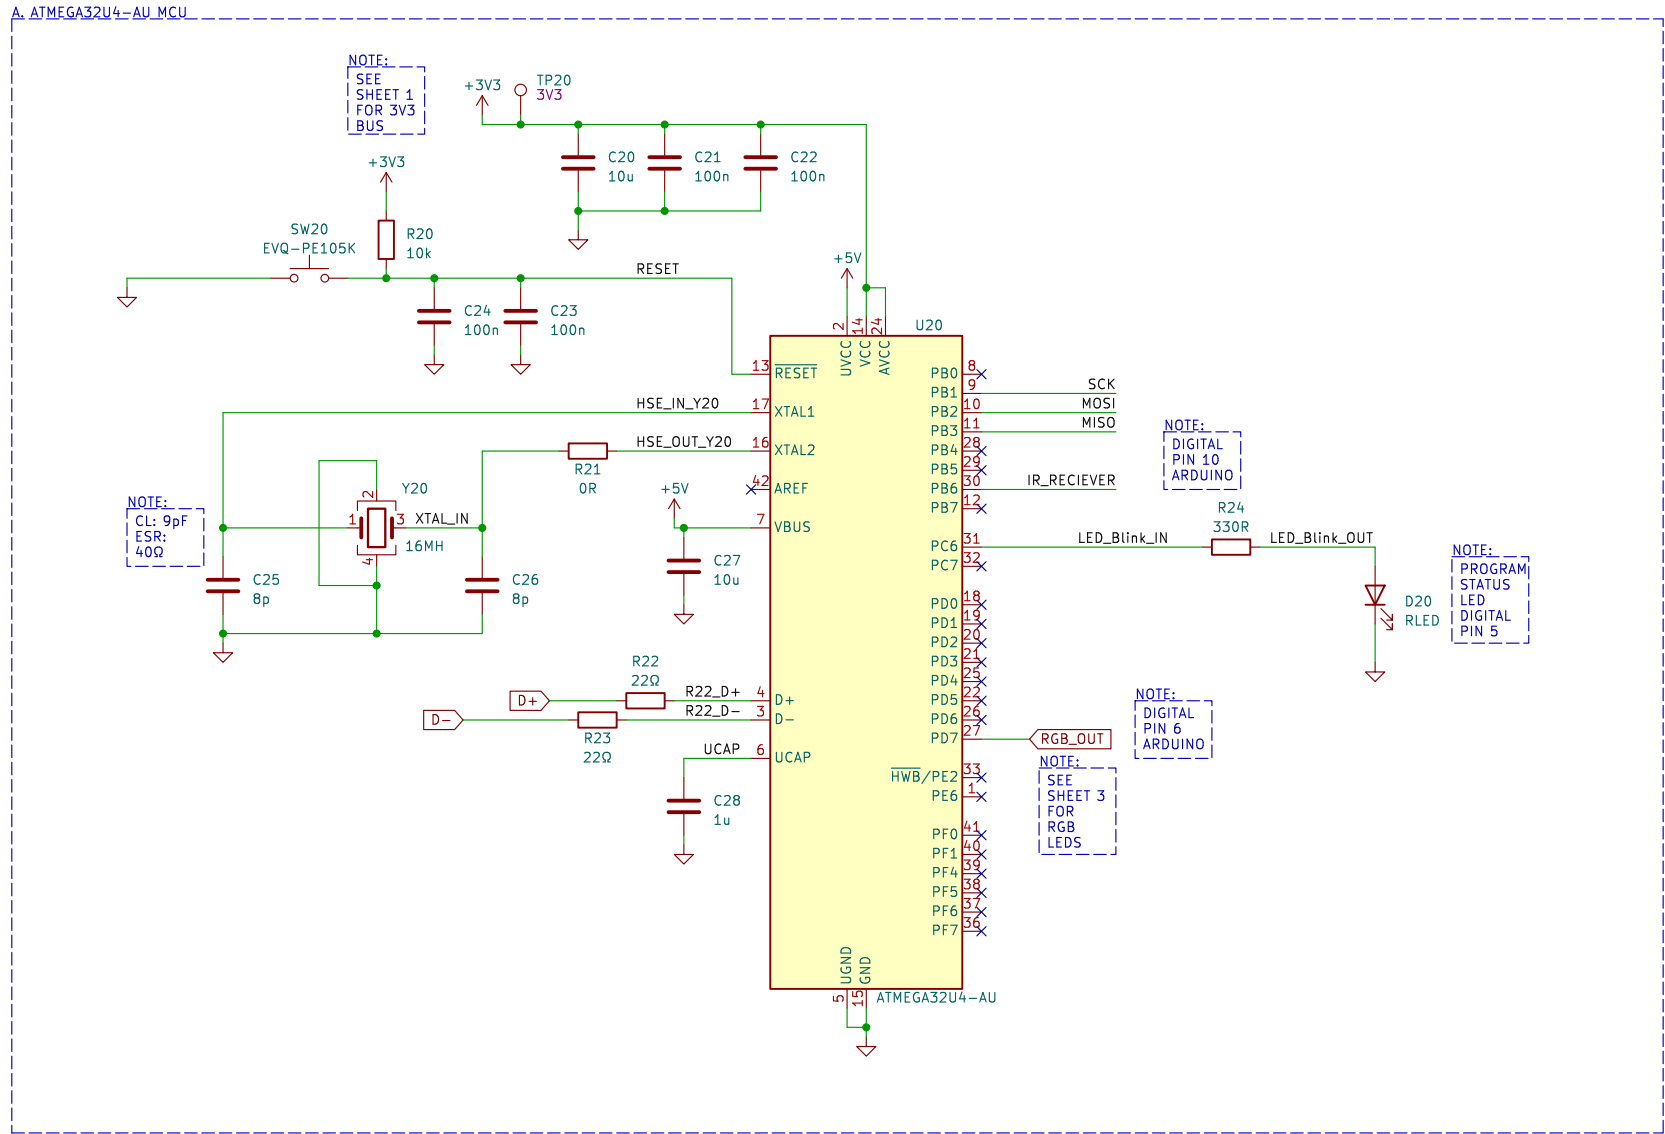 A. ATMEGA32U4-AU MCU
NOTE:
SEE
SHEET 1
FOR 3V3
BUS
+3V3
TP20
3V3
C20
10u
C21
100n
C22
100n
+3V3
R20
10k
SW20
EVQ-PE105K
RESET
C24
100n
C23
100n
+5V
U20
2
14
24
UVCC
VCC
AVCC
13
RESET
17
XTAL1
16
XTAL2
42
AREF
7
VBUS
4
D+
3
D-
6
UCAP
HSE_IN_Y20
HSE_OUT_Y20
R21
0R
Y20
2
1
3
4
16MH
XTAL_IN
NOTE:
CL: 9pF
ESR:
40Ω
C25
8p
C26
8p
+5V
C27
10u
R22
22Ω
R22_D+
D+
D-
R22_D-
R23
22Ω
UCAP
C28
1u
PB0
8
PB1
9
PB2
10
PB3
11
PB4
28
PB5
29
PB6
30
PB7
12
PC6
31
PC7
32
PD0
18
PD1
19
PD2
20
PD3
21
PD4
25
PD5
22
PD6
26
PD7
27
HWB/PE2
33
PE6
1
PF0
41
PF1
40
PF4
39
PF5
38
PF6
37
PF7
36
UGND
GND
5
15
ATMEGA32U4-AU
SCK
MOSI
MISO
IR_RECIEVER
NOTE:
DIGITAL
PIN 10
ARDUINO
LED_Blink_IN
R24
330R
LED_Blink_OUT
D20
RLED
NOTE:
PROGRAM
STATUS
LED
DIGITAL
PIN 5
RGB_OUT
NOTE:
DIGITAL
PIN 6
ARDUINO
NOTE:
SEE
SHEET 3
FOR
RGB
LEDS